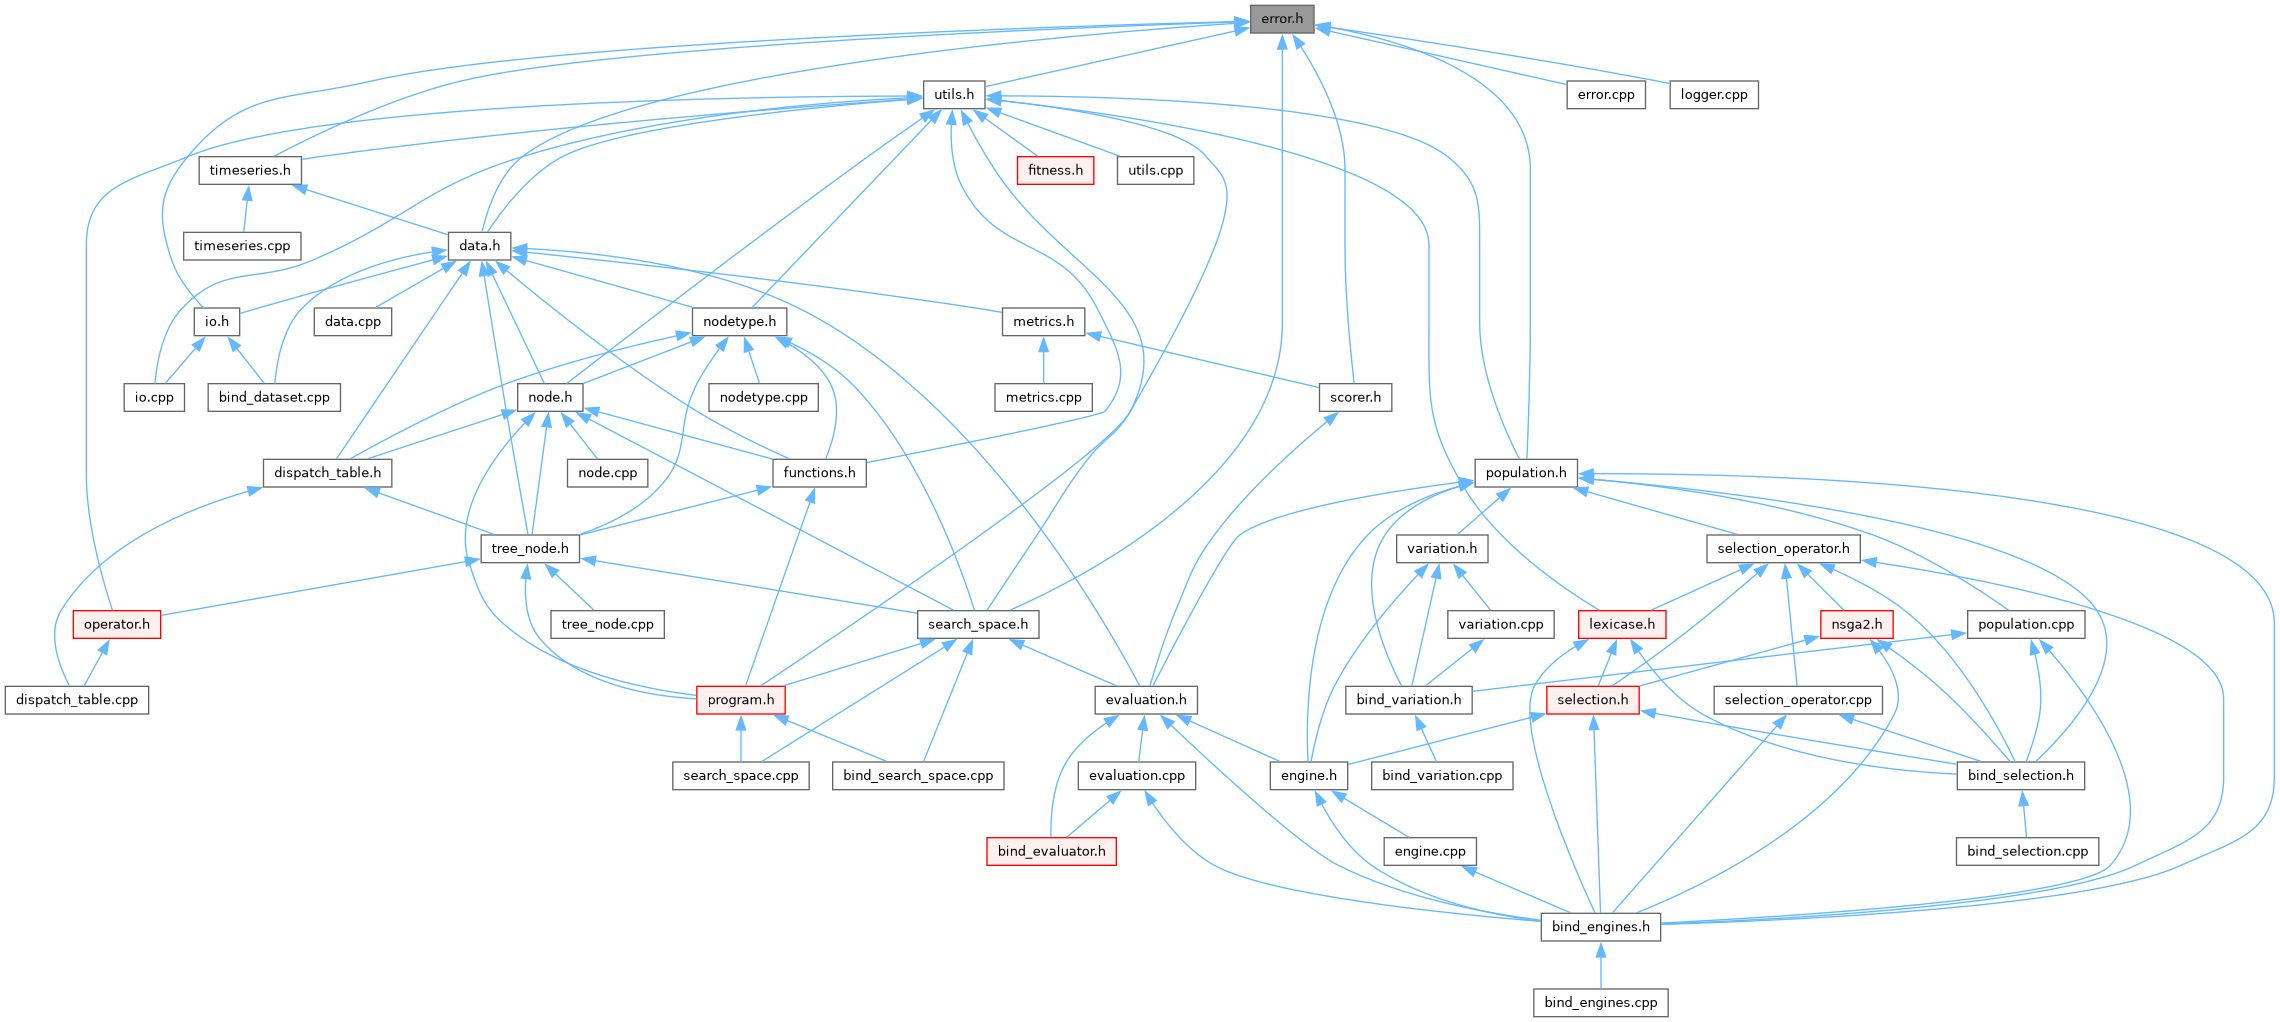 error.h
utils.h
error.cpp
logger.cpp
timeseries.h
fitness.h
utils.cpp
timeseries.cpp
data.h
io.h
data.cpp
nodetype.h
metrics.h
io.cpp
bind_dataset.cpp
node.h
nodetype.cpp
metrics.cpp
scorer.h
dispatch_table.h
node.cpp
functions.h
population.h
tree_node.h
variation.h
selection_operator.h
operator.h
tree_node.cpp
search_space.h
variation.cpp
lexicase.h
nsga2.h
population.cpp
dispatch_table.cpp
program.h
evaluation.h
bind_variation.h
selection.h
selection_operator.cpp
search_space.cpp
bind_search_space.cpp
evaluation.cpp
engine.h
bind_variation.cpp
bind_selection.h
bind_evaluator.h
engine.cpp
bind_selection.cpp
bind_engines.h
bind_engines.cpp